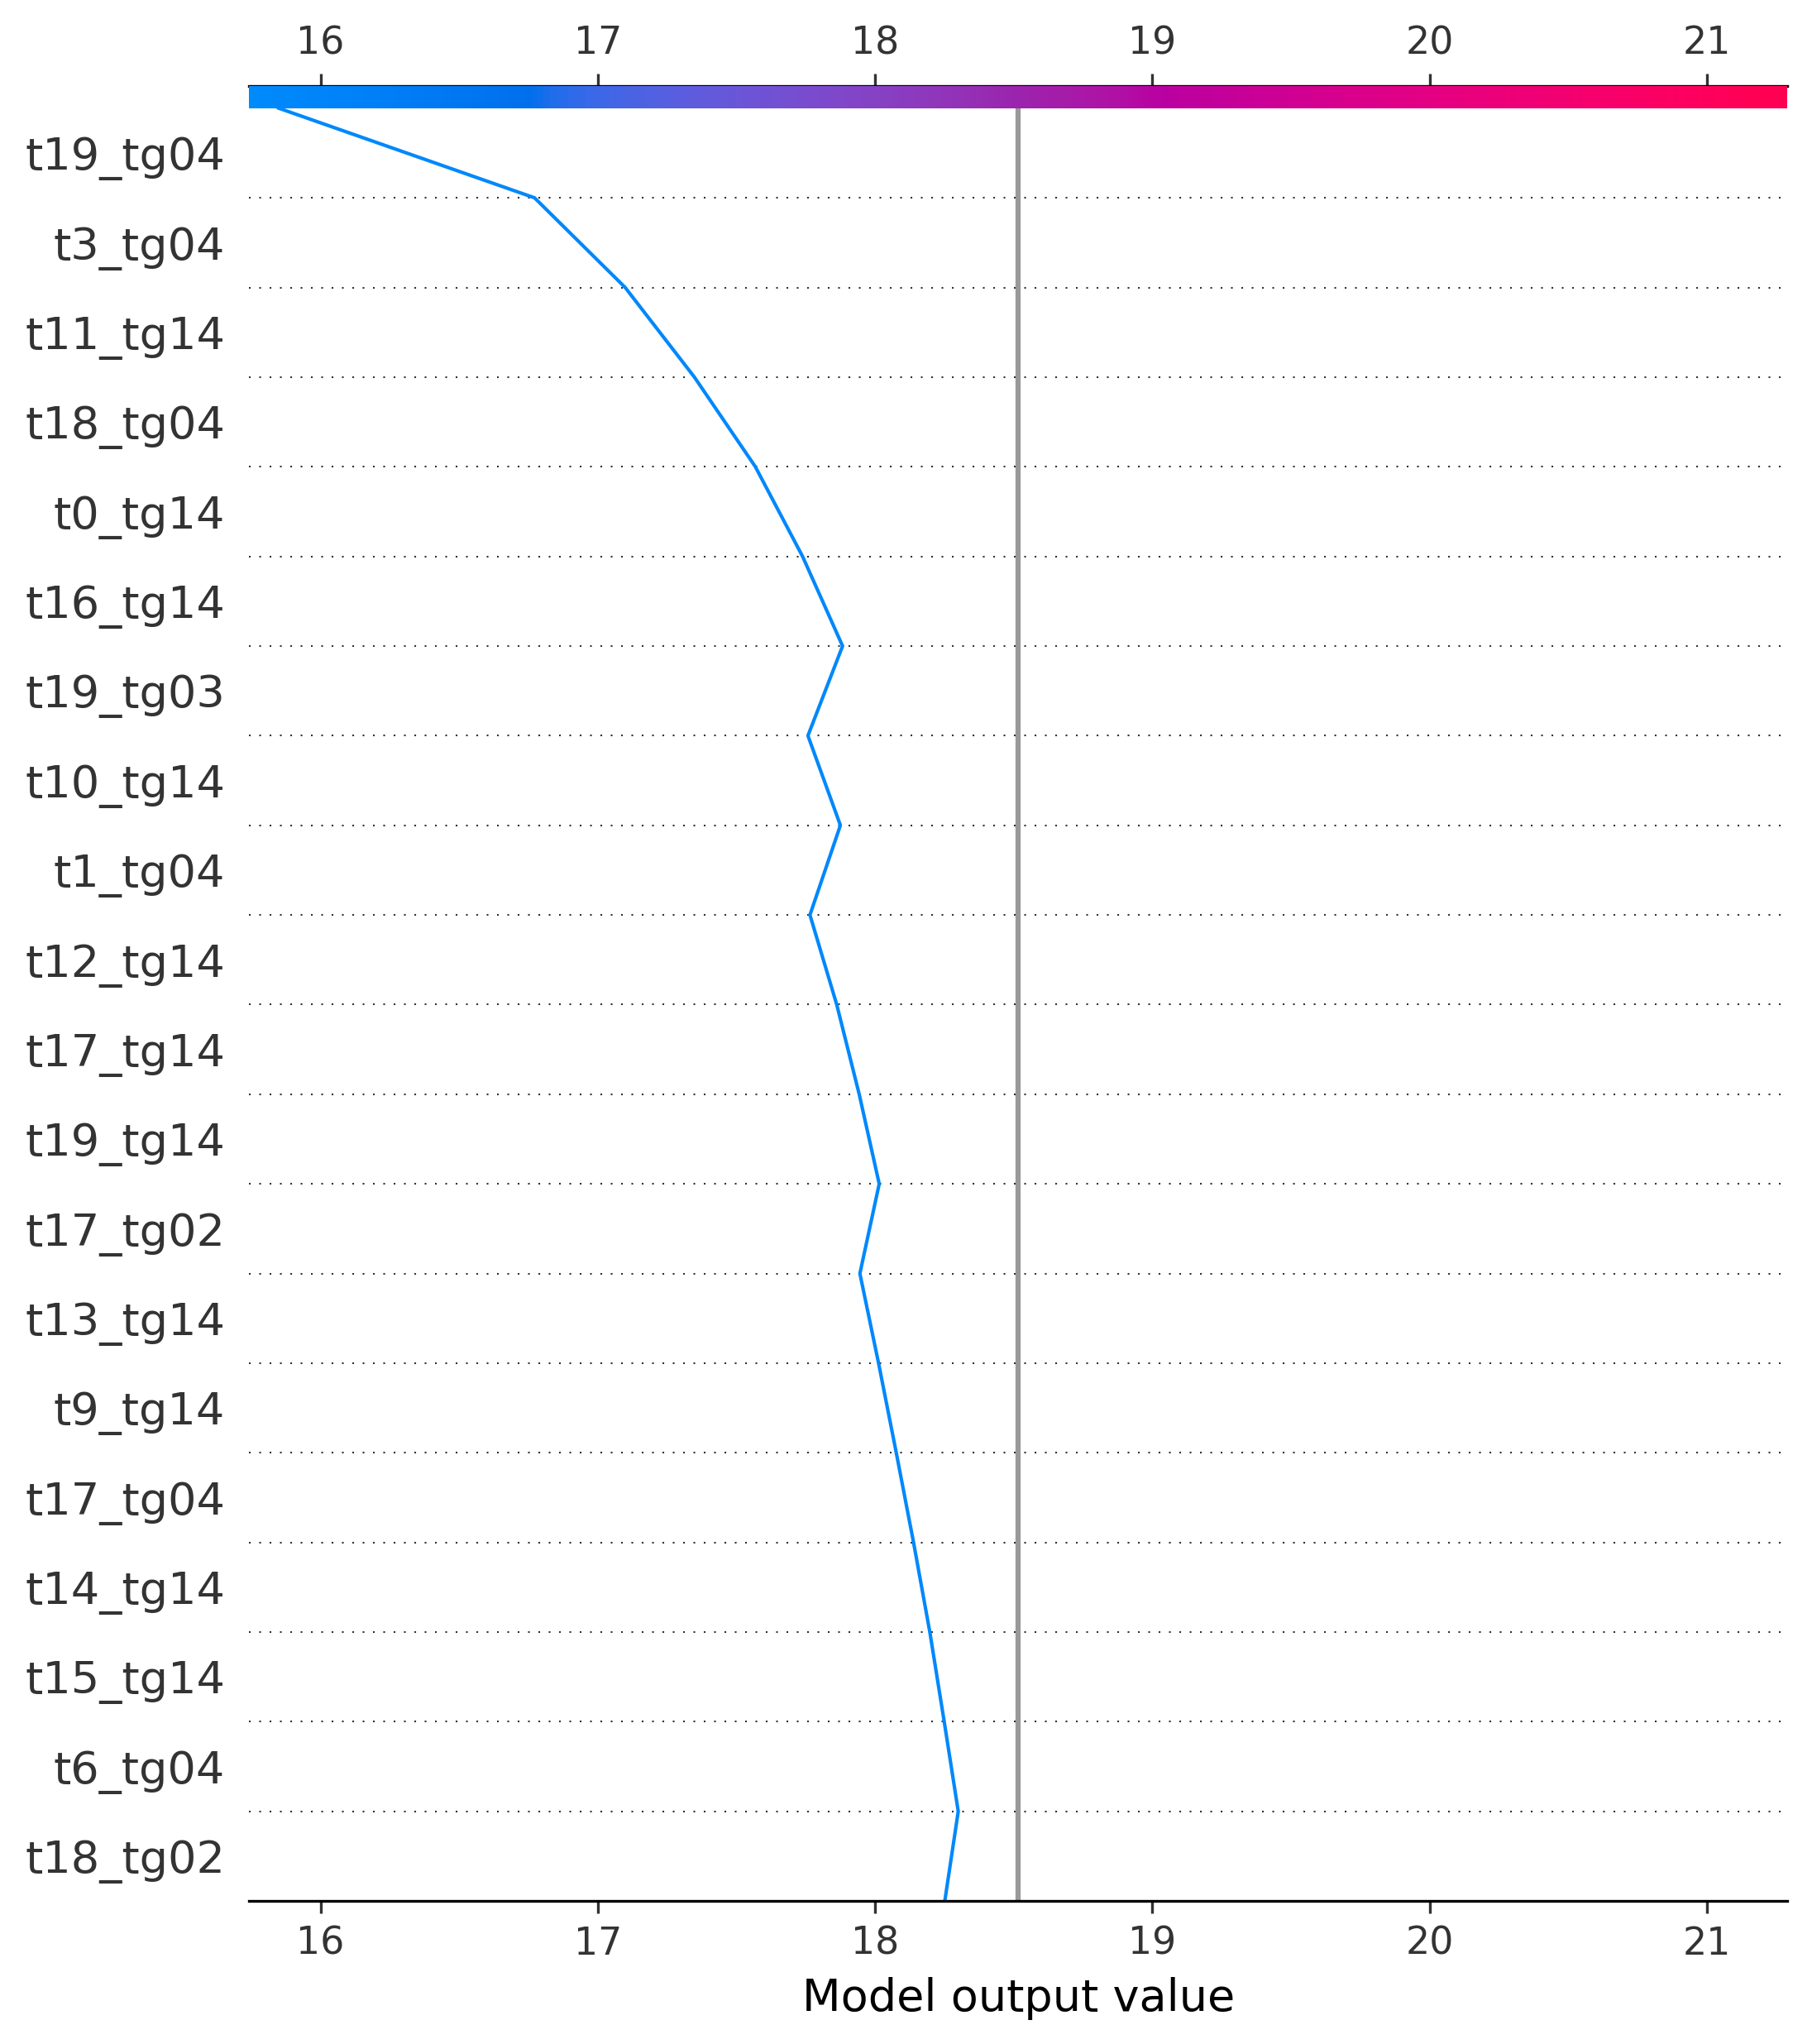 16 17 18 19 20 21
t19_tg04
t3_tg04
t11_tg14
t18_tg04
t0_tg14
t16_tg14
t19_tg03
t10_tg14
t1_tg04
t12_tg14
t17_tg14
t19_tg14
t17_tg02
t13_tg14
t9_tg14
t17_tg04
t14_tg14
t15_tg14
t6_tg04
t18_tg02
16 17 18 19 20 21
Model output value